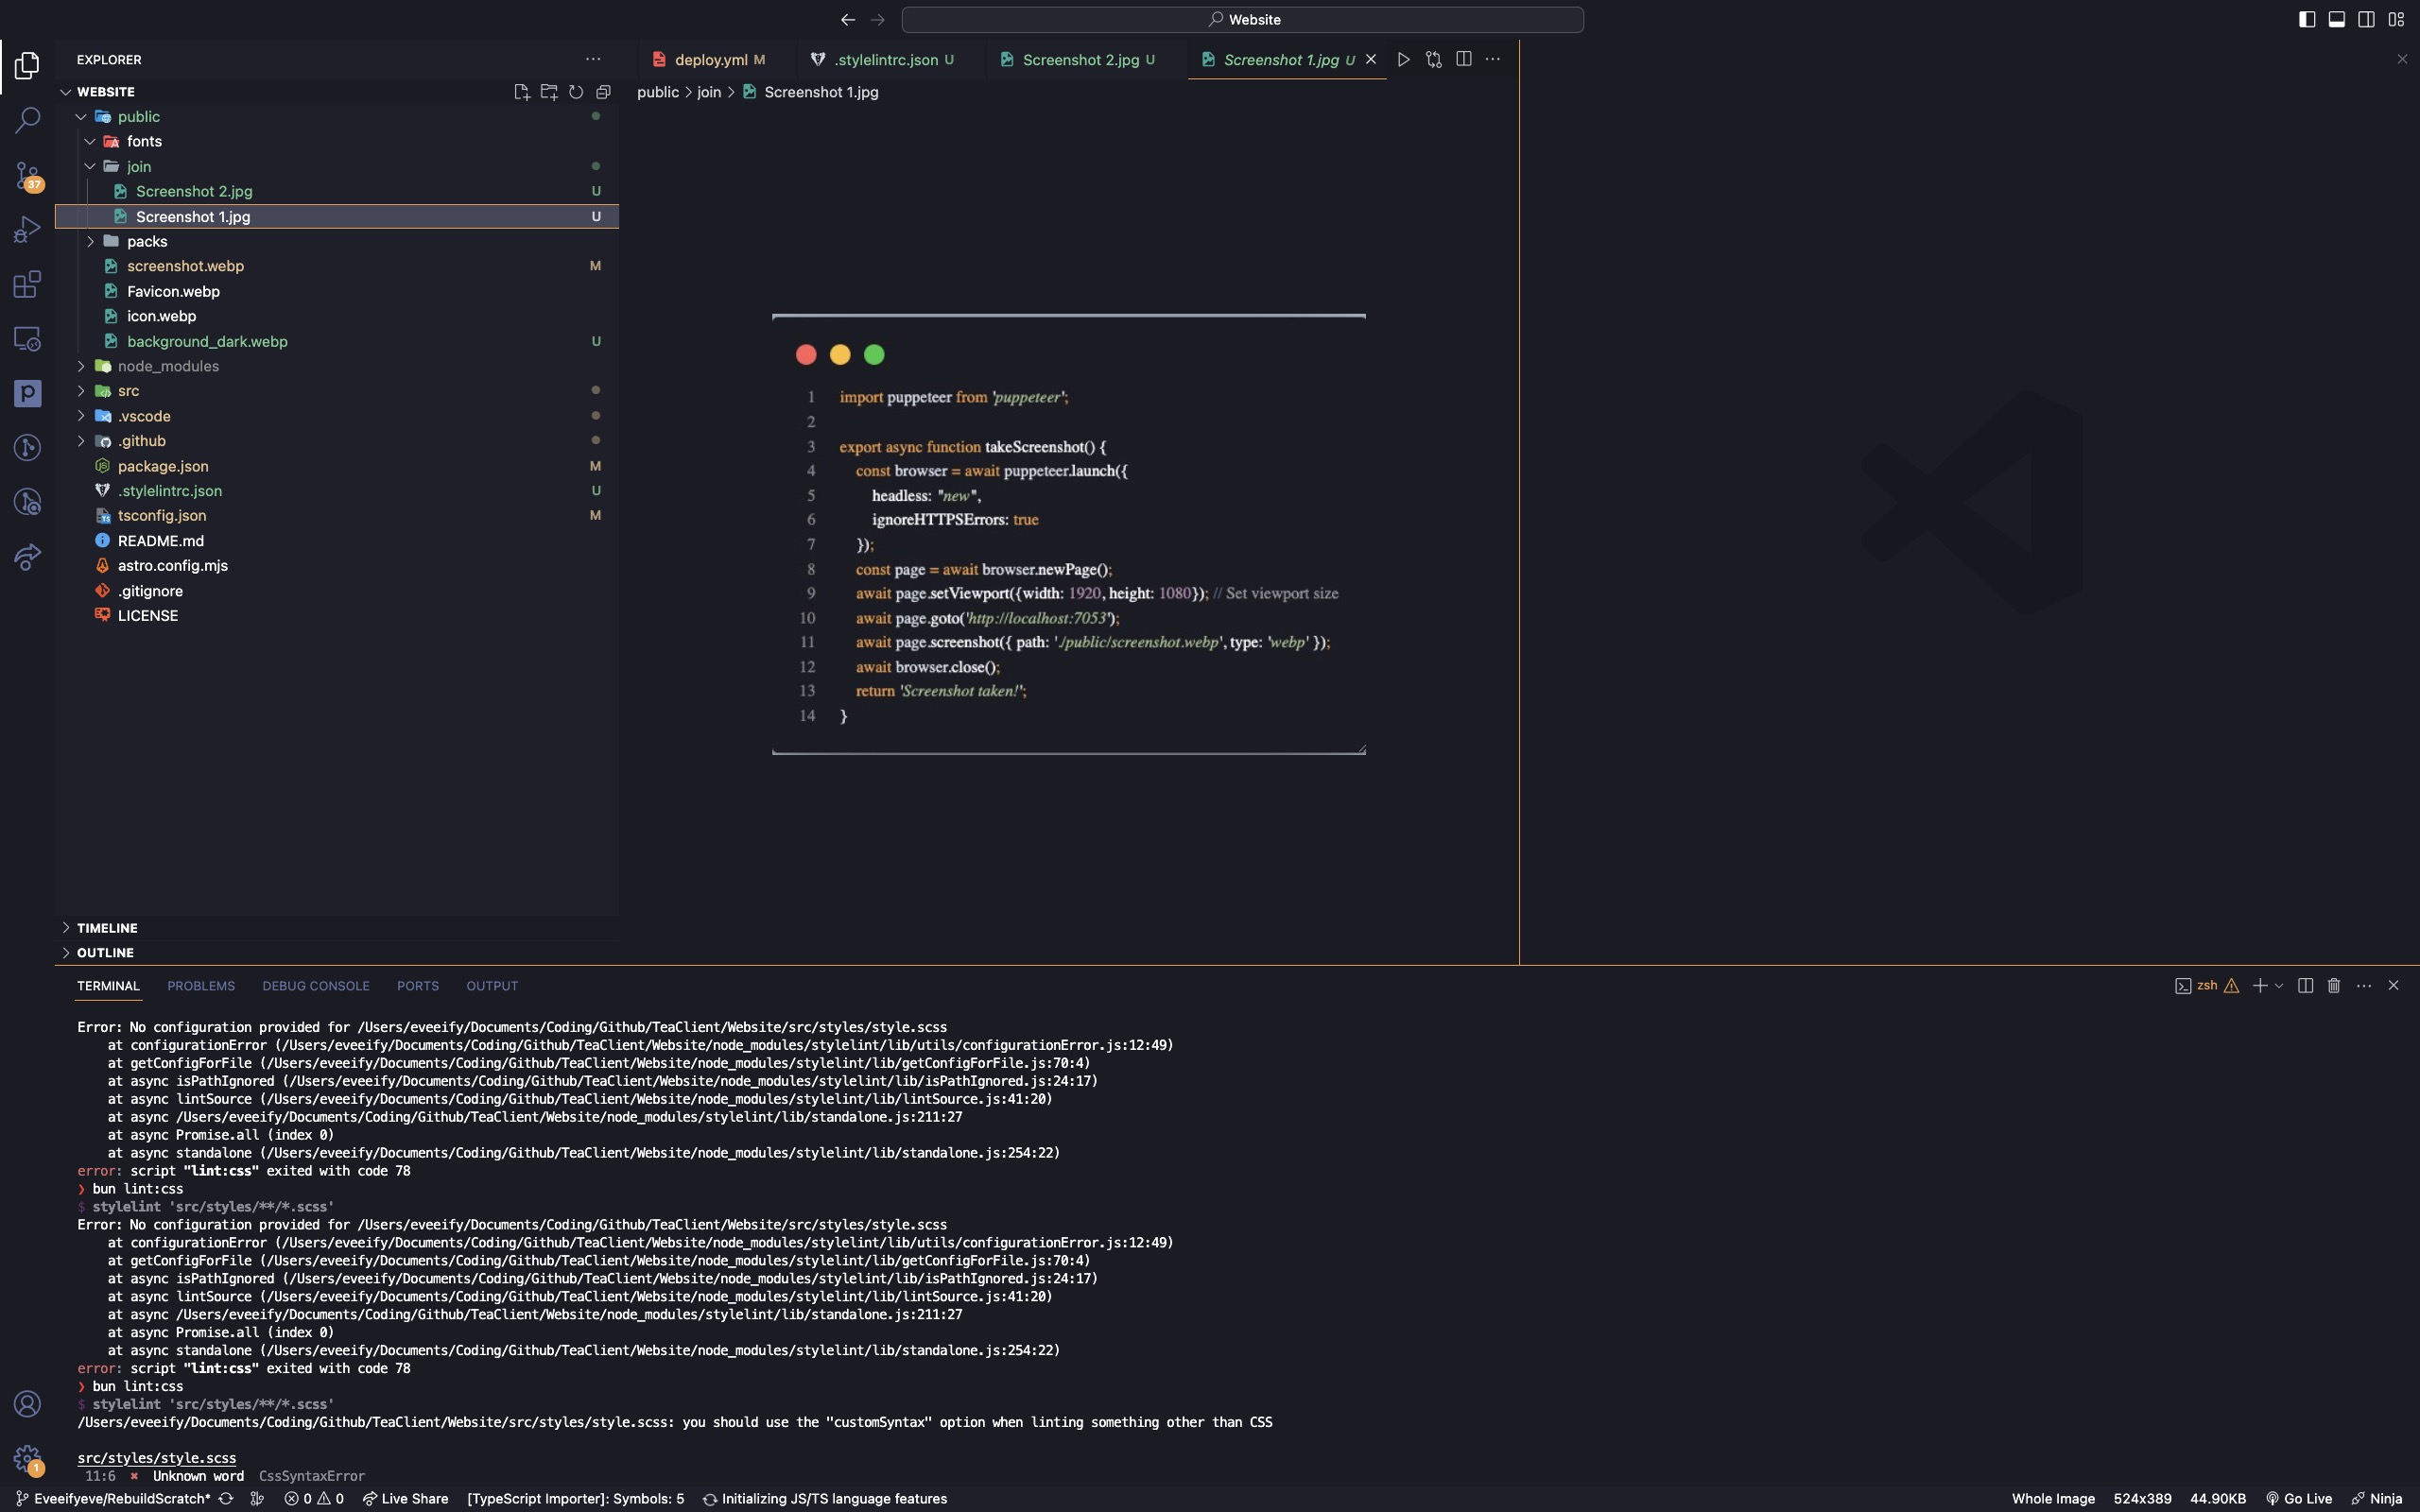 Website
EXPLORER
WEBSITE
public
fonts
join
Screenshot 2.jpg U
Screenshot 1.jpg U
packs
screenshot.webp M
Favicon.webp
icon.webp
background_dark.webp U
node_modules
src
.vscode
.github
package.json M
.stylelintrc.json U
tsconfig.json M
README.md
astro.config.mjs
.gitignore
LICENSE
TIMELINE
OUTLINE
37
deploy.yml M
.stylelintrc.json U
Screenshot 2.jpg U
Screenshot 1.jpg U
public > join > Screenshot 1.jpg
1 import puppeteer from 'puppeteer';
2
3 export async function takeScreenshot() {
4 const browser = await puppeteer.launch({
5 headless: "new",
6 ignoreHTTPSErrors: true
7 });
8 const page = await browser.newPage();
9 await page.setViewport({width: 1920, height: 1080}); // Set viewport size
10 await page.goto('http://localhost:7053');
11 await page.screenshot({ path: './public/screenshot.webp', type: 'webp' });
12 await browser.close();
13 return 'Screenshot taken!';
14 }
TERMINAL PROBLEMS DEBUG CONSOLE PORTS OUTPUT
zsh
Error: No configuration provided for /Users/eveeify/Documents/Coding/Github/TeaClient/Website/src/styles/style.scss
at configurationError (/Users/eveeify/Documents/Coding/Github/TeaClient/Website/node_modules/stylelint/lib/utils/configurationError.js:12:49)
at getConfigForFile (/Users/eveeify/Documents/Coding/Github/TeaClient/Website/node_modules/stylelint/lib/getConfigForFile.js:70:4)
at async isPathIgnored (/Users/eveeify/Documents/Coding/Github/TeaClient/Website/node_modules/stylelint/lib/isPathIgnored.js:24:17)
at async lintSource (/Users/eveeify/Documents/Coding/Github/TeaClient/Website/node_modules/stylelint/lib/lintSource.js:41:20)
at async /Users/eveeify/Documents/Coding/Github/TeaClient/Website/node_modules/stylelint/lib/standalone.js:211:27
at async Promise.all (index 0)
at async standalone (/Users/eveeify/Documents/Coding/Github/TeaClient/Website/node_modules/stylelint/lib/standalone.js:254:22)
error: script "lint:css" exited with code 78
❯ bun lint:css
$ stylelint 'src/styles/**/*.scss'
Error: No configuration provided for /Users/eveeify/Documents/Coding/Github/TeaClient/Website/src/styles/style.scss
at configurationError (/Users/eveeify/Documents/Coding/Github/TeaClient/Website/node_modules/stylelint/lib/utils/configurationError.js:12:49)
at getConfigForFile (/Users/eveeify/Documents/Coding/Github/TeaClient/Website/node_modules/stylelint/lib/getConfigForFile.js:70:4)
at async isPathIgnored (/Users/eveeify/Documents/Coding/Github/TeaClient/Website/node_modules/stylelint/lib/isPathIgnored.js:24:17)
at async lintSource (/Users/eveeify/Documents/Coding/Github/TeaClient/Website/node_modules/stylelint/lib/lintSource.js:41:20)
at async /Users/eveeify/Documents/Coding/Github/TeaClient/Website/node_modules/stylelint/lib/standalone.js:211:27
at async Promise.all (index 0)
at async standalone (/Users/eveeify/Documents/Coding/Github/TeaClient/Website/node_modules/stylelint/lib/standalone.js:254:22)
error: script "lint:css" exited with code 78
❯ bun lint:css
$ stylelint 'src/styles/**/*.scss'
/Users/eveeify/Documents/Coding/Github/TeaClient/Website/src/styles/style.scss: you should use the "customSyntax" option when linting something other than CSS
src/styles/style.scss
11:6 ✖ Unknown word CssSyntaxError
1
Eveeifyeve/RebuildScratch* 0 0 Live Share [TypeScript Importer]: Symbols: 5 Initializing JS/TS language features Whole Image 524x389 44.90KB Go Live Ninja